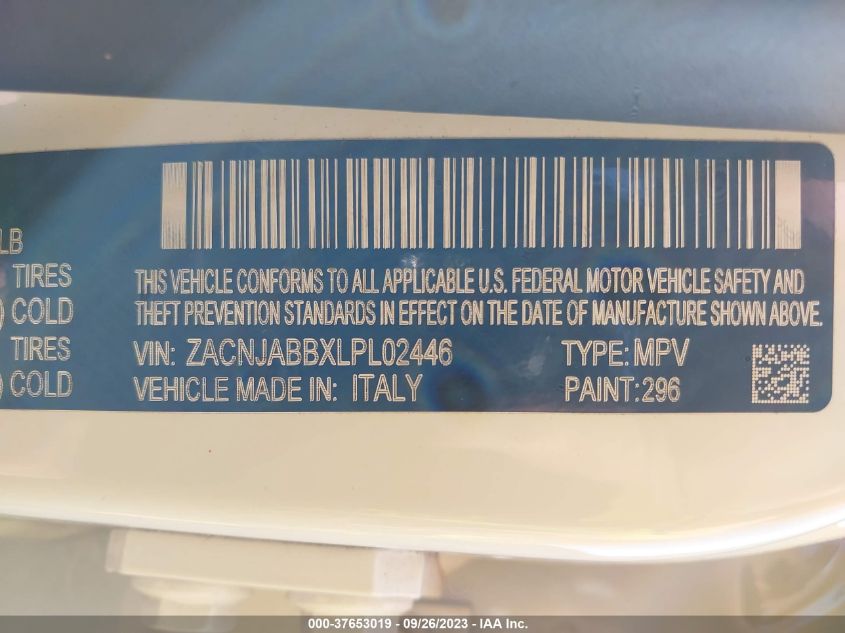 LB
TIRES
COLD
TIRES
COLD
THIS VEHICLE CONFORMS TO ALL APPLICABLE U.S. FEDERAL MOTOR VEHICLE SAFETY AND
THEFT PREVENTION STANDARDS IN EFFECT ON THE DATE OF MANUFACTURE SHOWN ABOVE.
VIN: ZACNJABBXLPL02446 TYPE: MPV
VEHICLE MADE IN: ITALY PAINT: 296
000-37653019 - 09/26/2023 - IAA Inc.